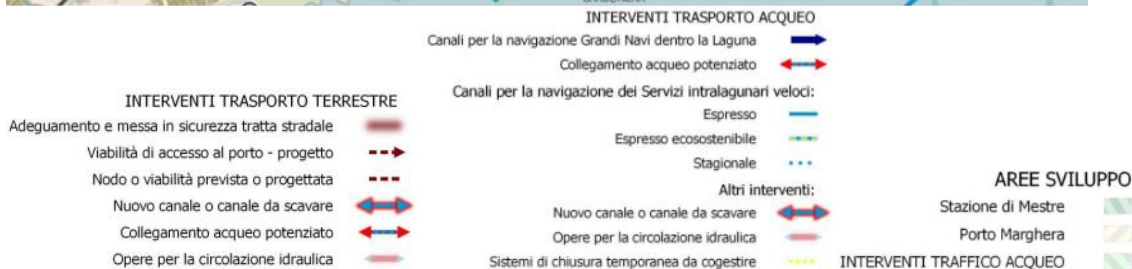 INTERVENTI TRASPORTO ACQUEO
Canali per la navigazione Grandi Navi dentro la Laguna
Collegamento acqueo potenziato
Canali per la navigazione dei Servizi intralagunari veloci:
Espresso
Espresso ecosostenibile
Stagionale
Altri interventi:
Nuovo canale o canale da scavare
Opere per la circolazione idraulica
Sistemi di chiusura temporanea da cogestire
INTERVENTI TRASPORTO TERRESTRE
Adeguamento e messa in sicurezza tratta stradale
Viabilità di accesso al porto - progetto
Nodo o viabilità prevista o progettata
Nuovo canale o canale da scavare
Collegamento acqueo potenziato
Opere per la circolazione idraulica
AREE SVILUPPO
Stazione di Mestre
Porto Marghera
INTERVENTI TRAFFICO ACQUEO